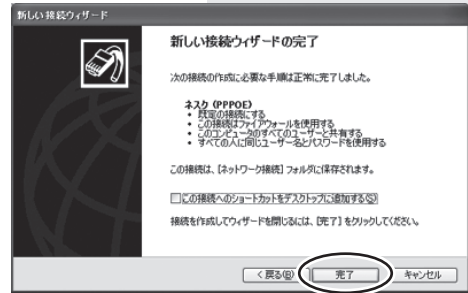 新しい接続ウィザード
新しい接続ウィザードの完了
次の接続の作成に必要な手順は正常に完了しました。
ネスク (PPPOE)
• 既定の接続にする
• この接続はファイアウォールを使用する
• このコンピュータのすべてのユーザーと共有する
• すべての人に同じユーザー名とパスワードを使用する
この接続は、[ネットワーク接続] フォルダに保存されます。
この接続へのショートカットをデスクトップに追加する(S)
接続を作成してウィザードを閉じるには、[完了] をクリックしてください。
< 戻る(B)
完了
キャンセル